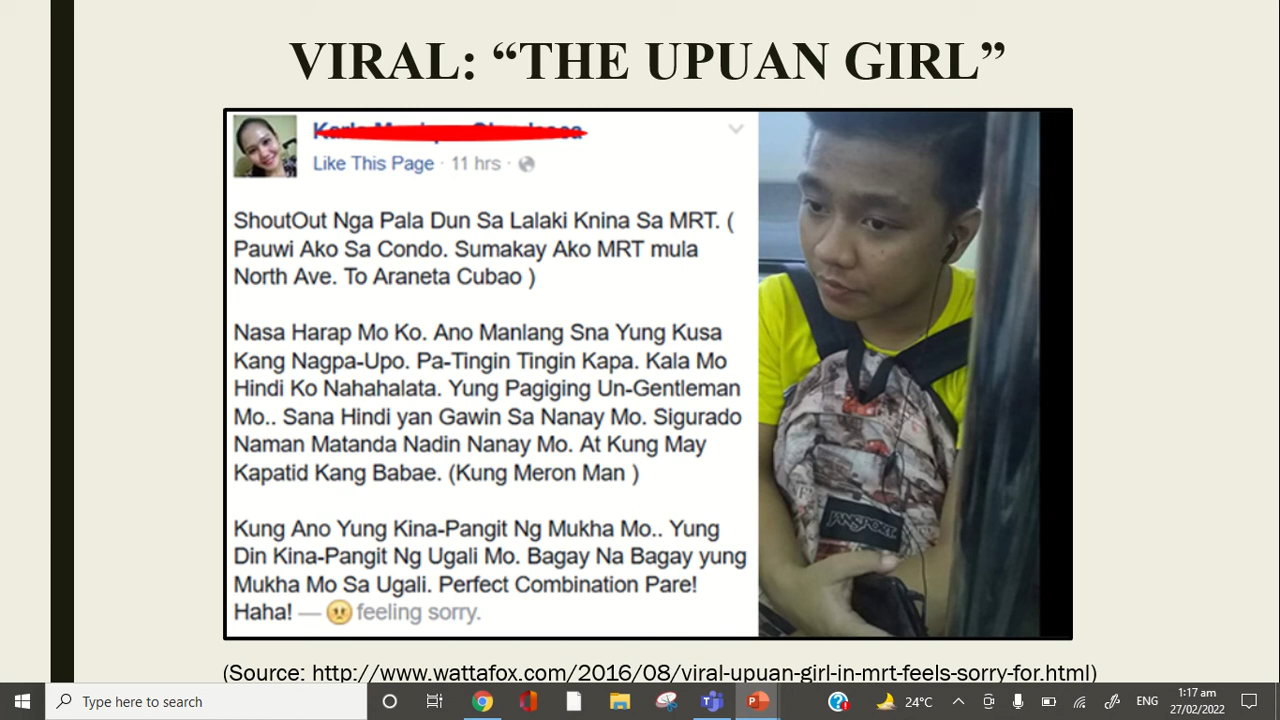 VIRAL: “THE UPUAN GIRL”
Like This Page · 11 hrs ·
ShoutOut Nga Pala Dun Sa Lalaki Knina Sa MRT. (
Pauwi Ako Sa Condo. Sumakay Ako MRT mula
North Ave. To Araneta Cubao )
Nasa Harap Mo Ko. Ano Manlang Sna Yung Kusa
Kang Nagpa-Upo. Pa-Tingin Tingin Kapa. Kala Mo
Hindi Ko Nahahalata. Yung Pagiging Un-Gentleman
Mo.. Sana Hindi yan Gawin Sa Nanay Mo. Sigurado
Naman Matanda Nadin Nanay Mo. At Kung May
Kapatid Kang Babae. (Kung Meron Man )
Kung Ano Yung Kina-Pangit Ng Mukha Mo.. Yung
Din Kina-Pangit Ng Ugali Mo. Bagay Na Bagay yung
Mukha Mo Sa Ugali. Perfect Combination Pare!
Haha! — feeling sorry.
JANSPORT
(Source: http://www.wattafox.com/2016/08/viral-upuan-girl-in-mrt-feels-sorry-for.html)
Type here to search
24°C
ENG
1:17 am
27/02/2022